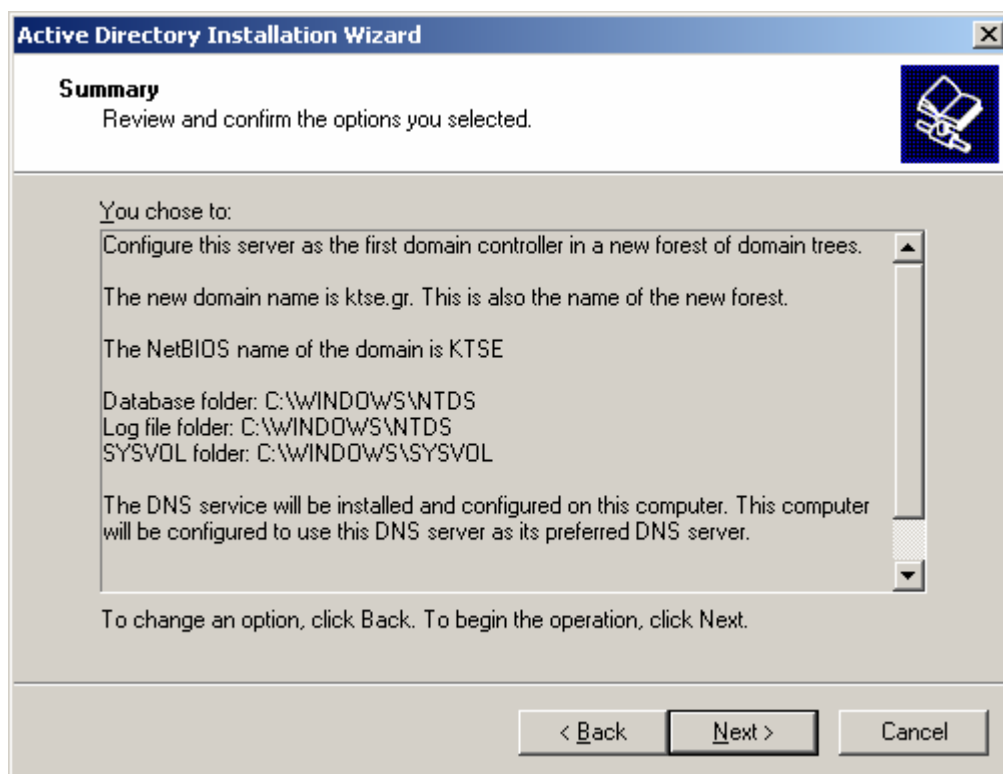 Active Directory Installation Wizard
Summary
Review and confirm the options you selected.
You chose to:
Configure this server as the first domain controller in a new forest of domain trees.
The new domain name is ktse.gr. This is also the name of the new forest.
The NetBIOS name of the domain is KTSE
Database folder: C:\WINDOWS\NTDS
Log file folder: C:\WINDOWS\NTDS
SYSVOL folder: C:\WINDOWS\SYSVOL
The DNS service will be installed and configured on this computer. This computer
will be configured to use this DNS server as its preferred DNS server.
To change an option, click Back. To begin the operation, click Next.
< Back
Next >
Cancel